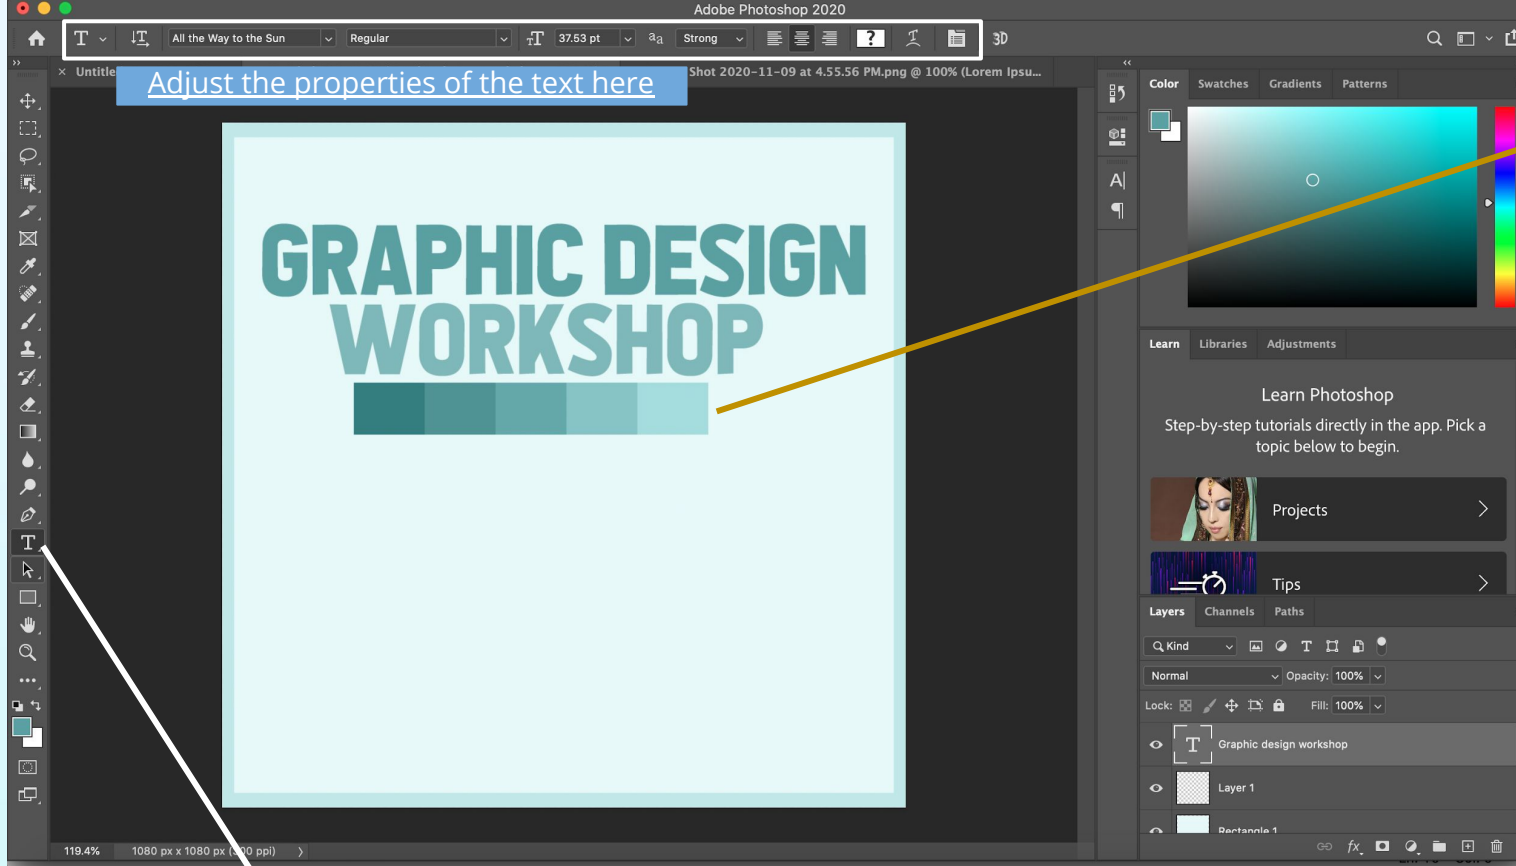 Adobe Photoshop 2020
T All the Way to the Sun Regular 37.53 pt aa Strong ? 3D
× Untitle
Shot 2020-11-09 at 4.55.56 PM.png @ 100% (Lorem Ipsu...
Adjust the properties of the text here
Color Swatches Gradients Patterns
GRAPHIC DESIGN
WORKSHOP
Learn Libraries Adjustments
Learn Photoshop
Step-by-step tutorials directly in the app. Pick a
topic below to begin.
Projects
Tips
Layers Channels Paths
Kind
Normal Opacity: 100%
Lock: Fill: 100%
Graphic design workshop
Layer 1
Rectangle 1
119.4% 1080 px x 1080 px (300 ppi)